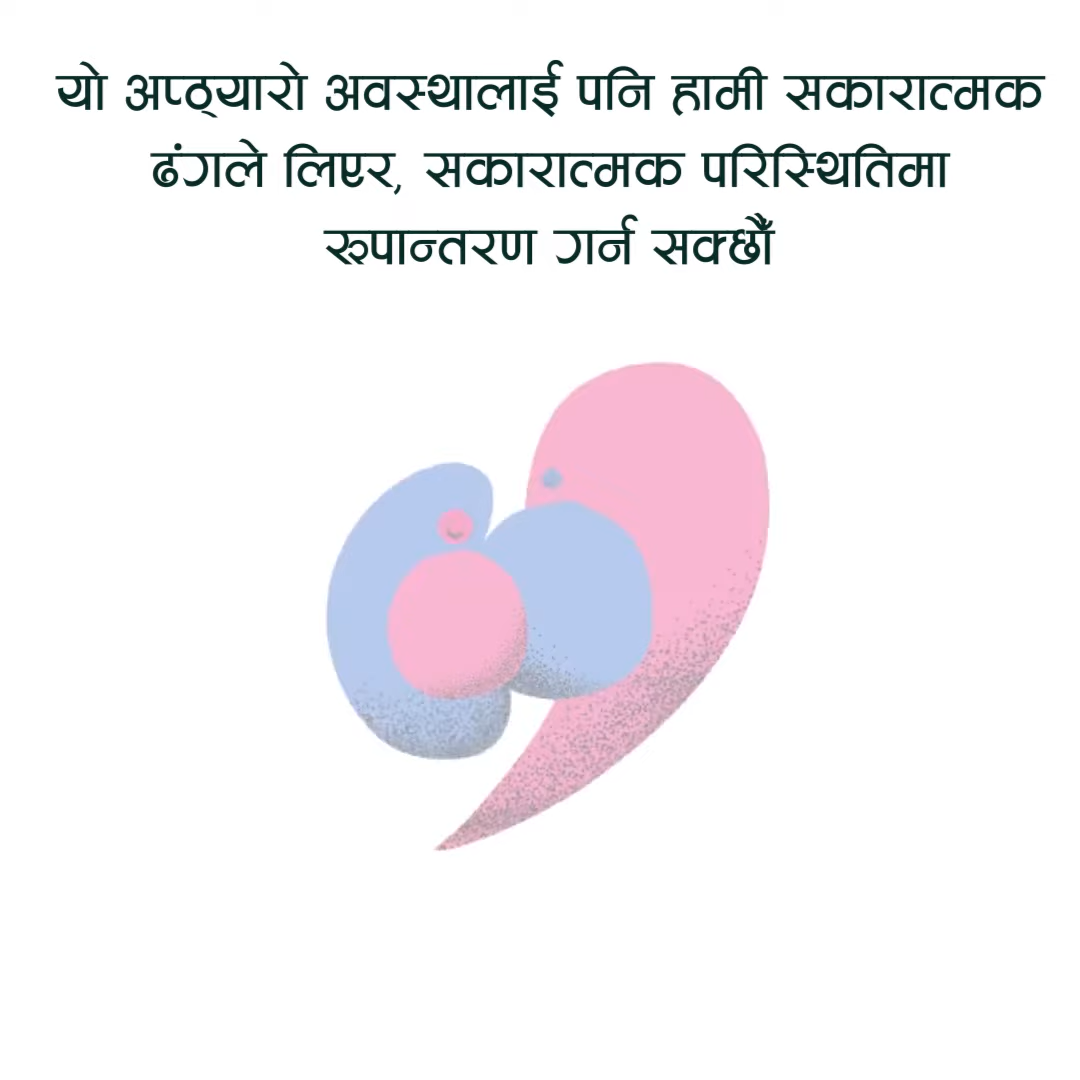 यो अप्ठ्यारो अवस्थालाई पनि हामी सकारात्मक
ढंगले लिएर, सकारात्मक परिस्थितिमा
रुपान्तरण गर्न सक्छौँ